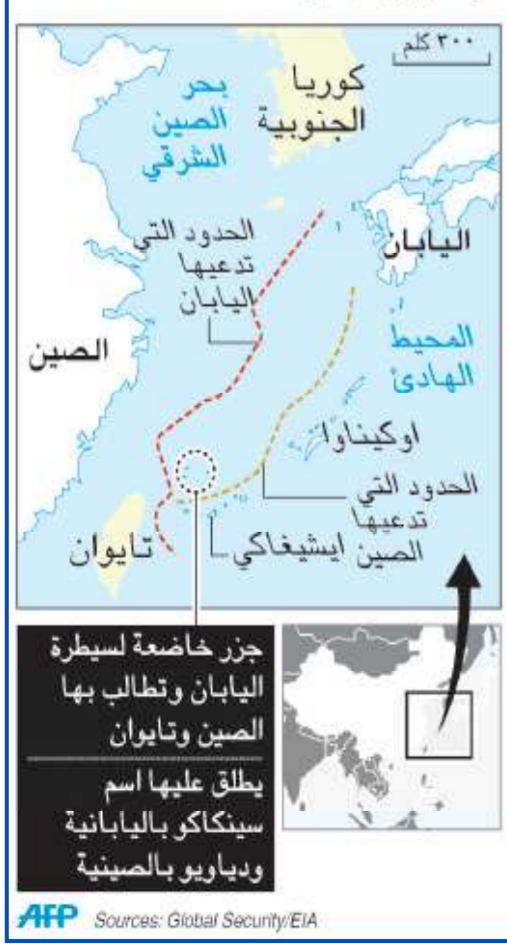 ٣٠٠ كلم
كوريا
الجنوبية
بحر
الصين
الشرقي
الحدود التي
تدعيها
اليابان
اليابان
الصين
المحيط
الهادئ
اوكيناوا
الحدود التي
تدعيها
الصين
ايشيغاكي
تايوان
جزر خاضعة لسيطرة
اليابان وتطالب بها
الصين وتايوان
يطلق عليها اسم
سينكاكو باليابانية
ودياويو بالصينية
AFP Sources: Global Security/EIA